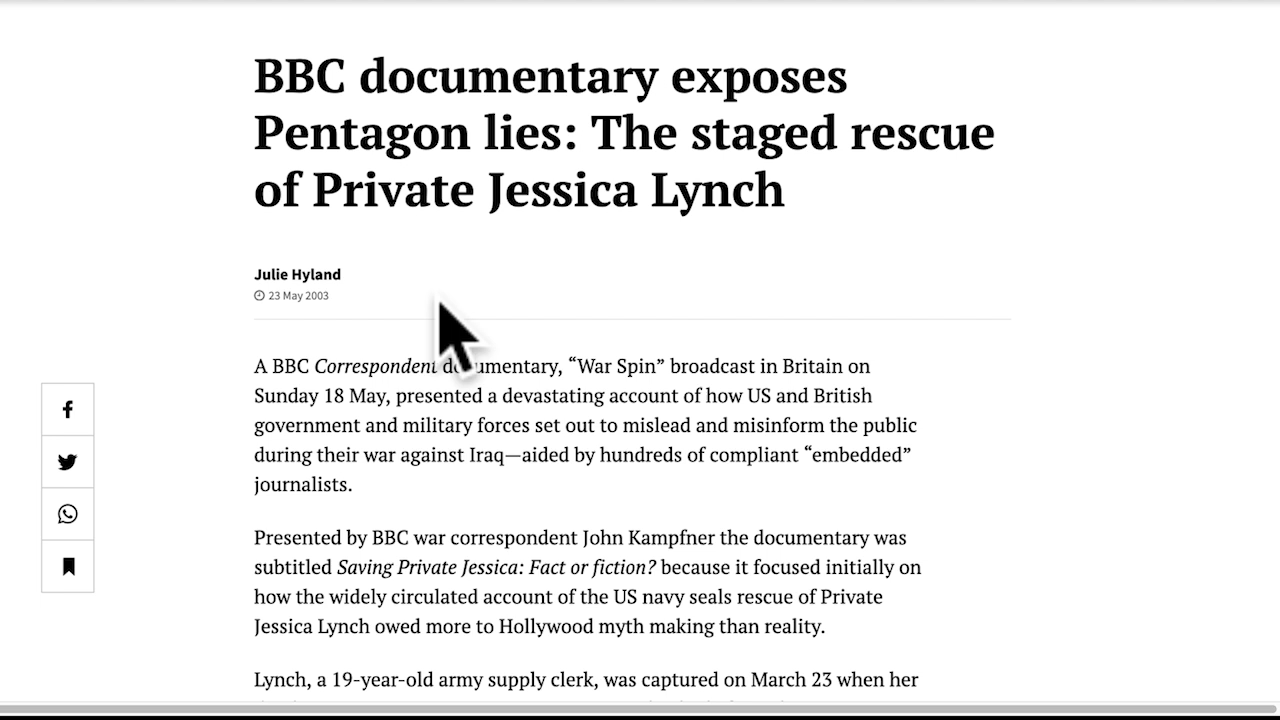 BBC documentary exposes
Pentagon lies: The staged rescue
of Private Jessica Lynch
Julie Hyland
23 May 2003
A BBC Correspondent documentary, “War Spin” broadcast in Britain on
Sunday 18 May, presented a devastating account of how US and British
government and military forces set out to mislead and misinform the public
during their war against Iraq—aided by hundreds of compliant “embedded”
journalists.
Presented by BBC war correspondent John Kampfner the documentary was
subtitled Saving Private Jessica: Fact or fiction? because it focused initially on
how the widely circulated account of the US navy seals rescue of Private
Jessica Lynch owed more to Hollywood myth making than reality.
Lynch, a 19-year-old army supply clerk, was captured on March 23 when her